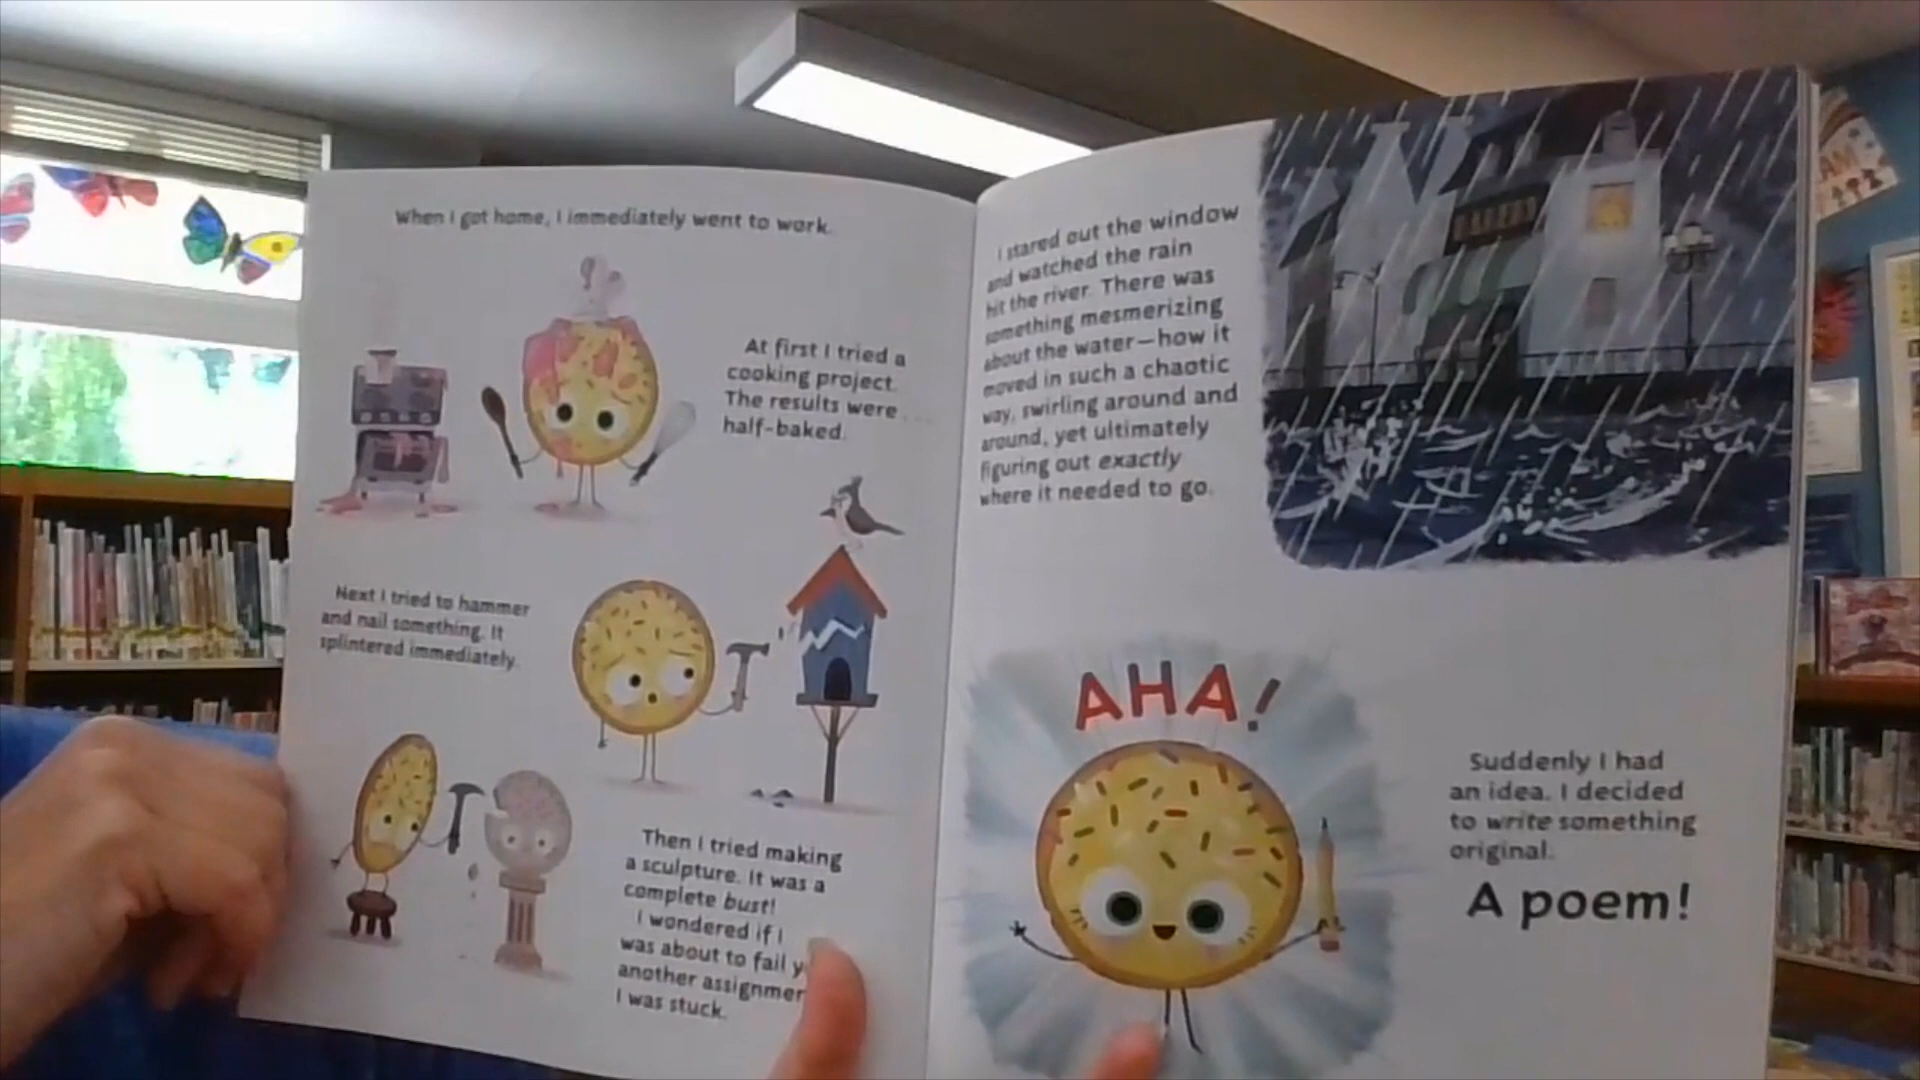 When I got home, I immediately went to work.
At first I tried a
cooking project.
The results were . . .
half-baked.
Next I tried to hammer
and nail something. It
splintered immediately.
Then I tried making
a sculpture. It was a
complete bust!
I wondered if I
was about to fail
another
I was stuck.
I stared out the window
and watched the rain
hit the river. There was
something mesmerizing
about the water—how it
moved in such a chaotic
way, swirling around and
around, yet ultimately
figuring out exactly
where it needed to go.
BAKERY
AHA!
Suddenly I had
an idea. I decided
to write something
original.
A poem!